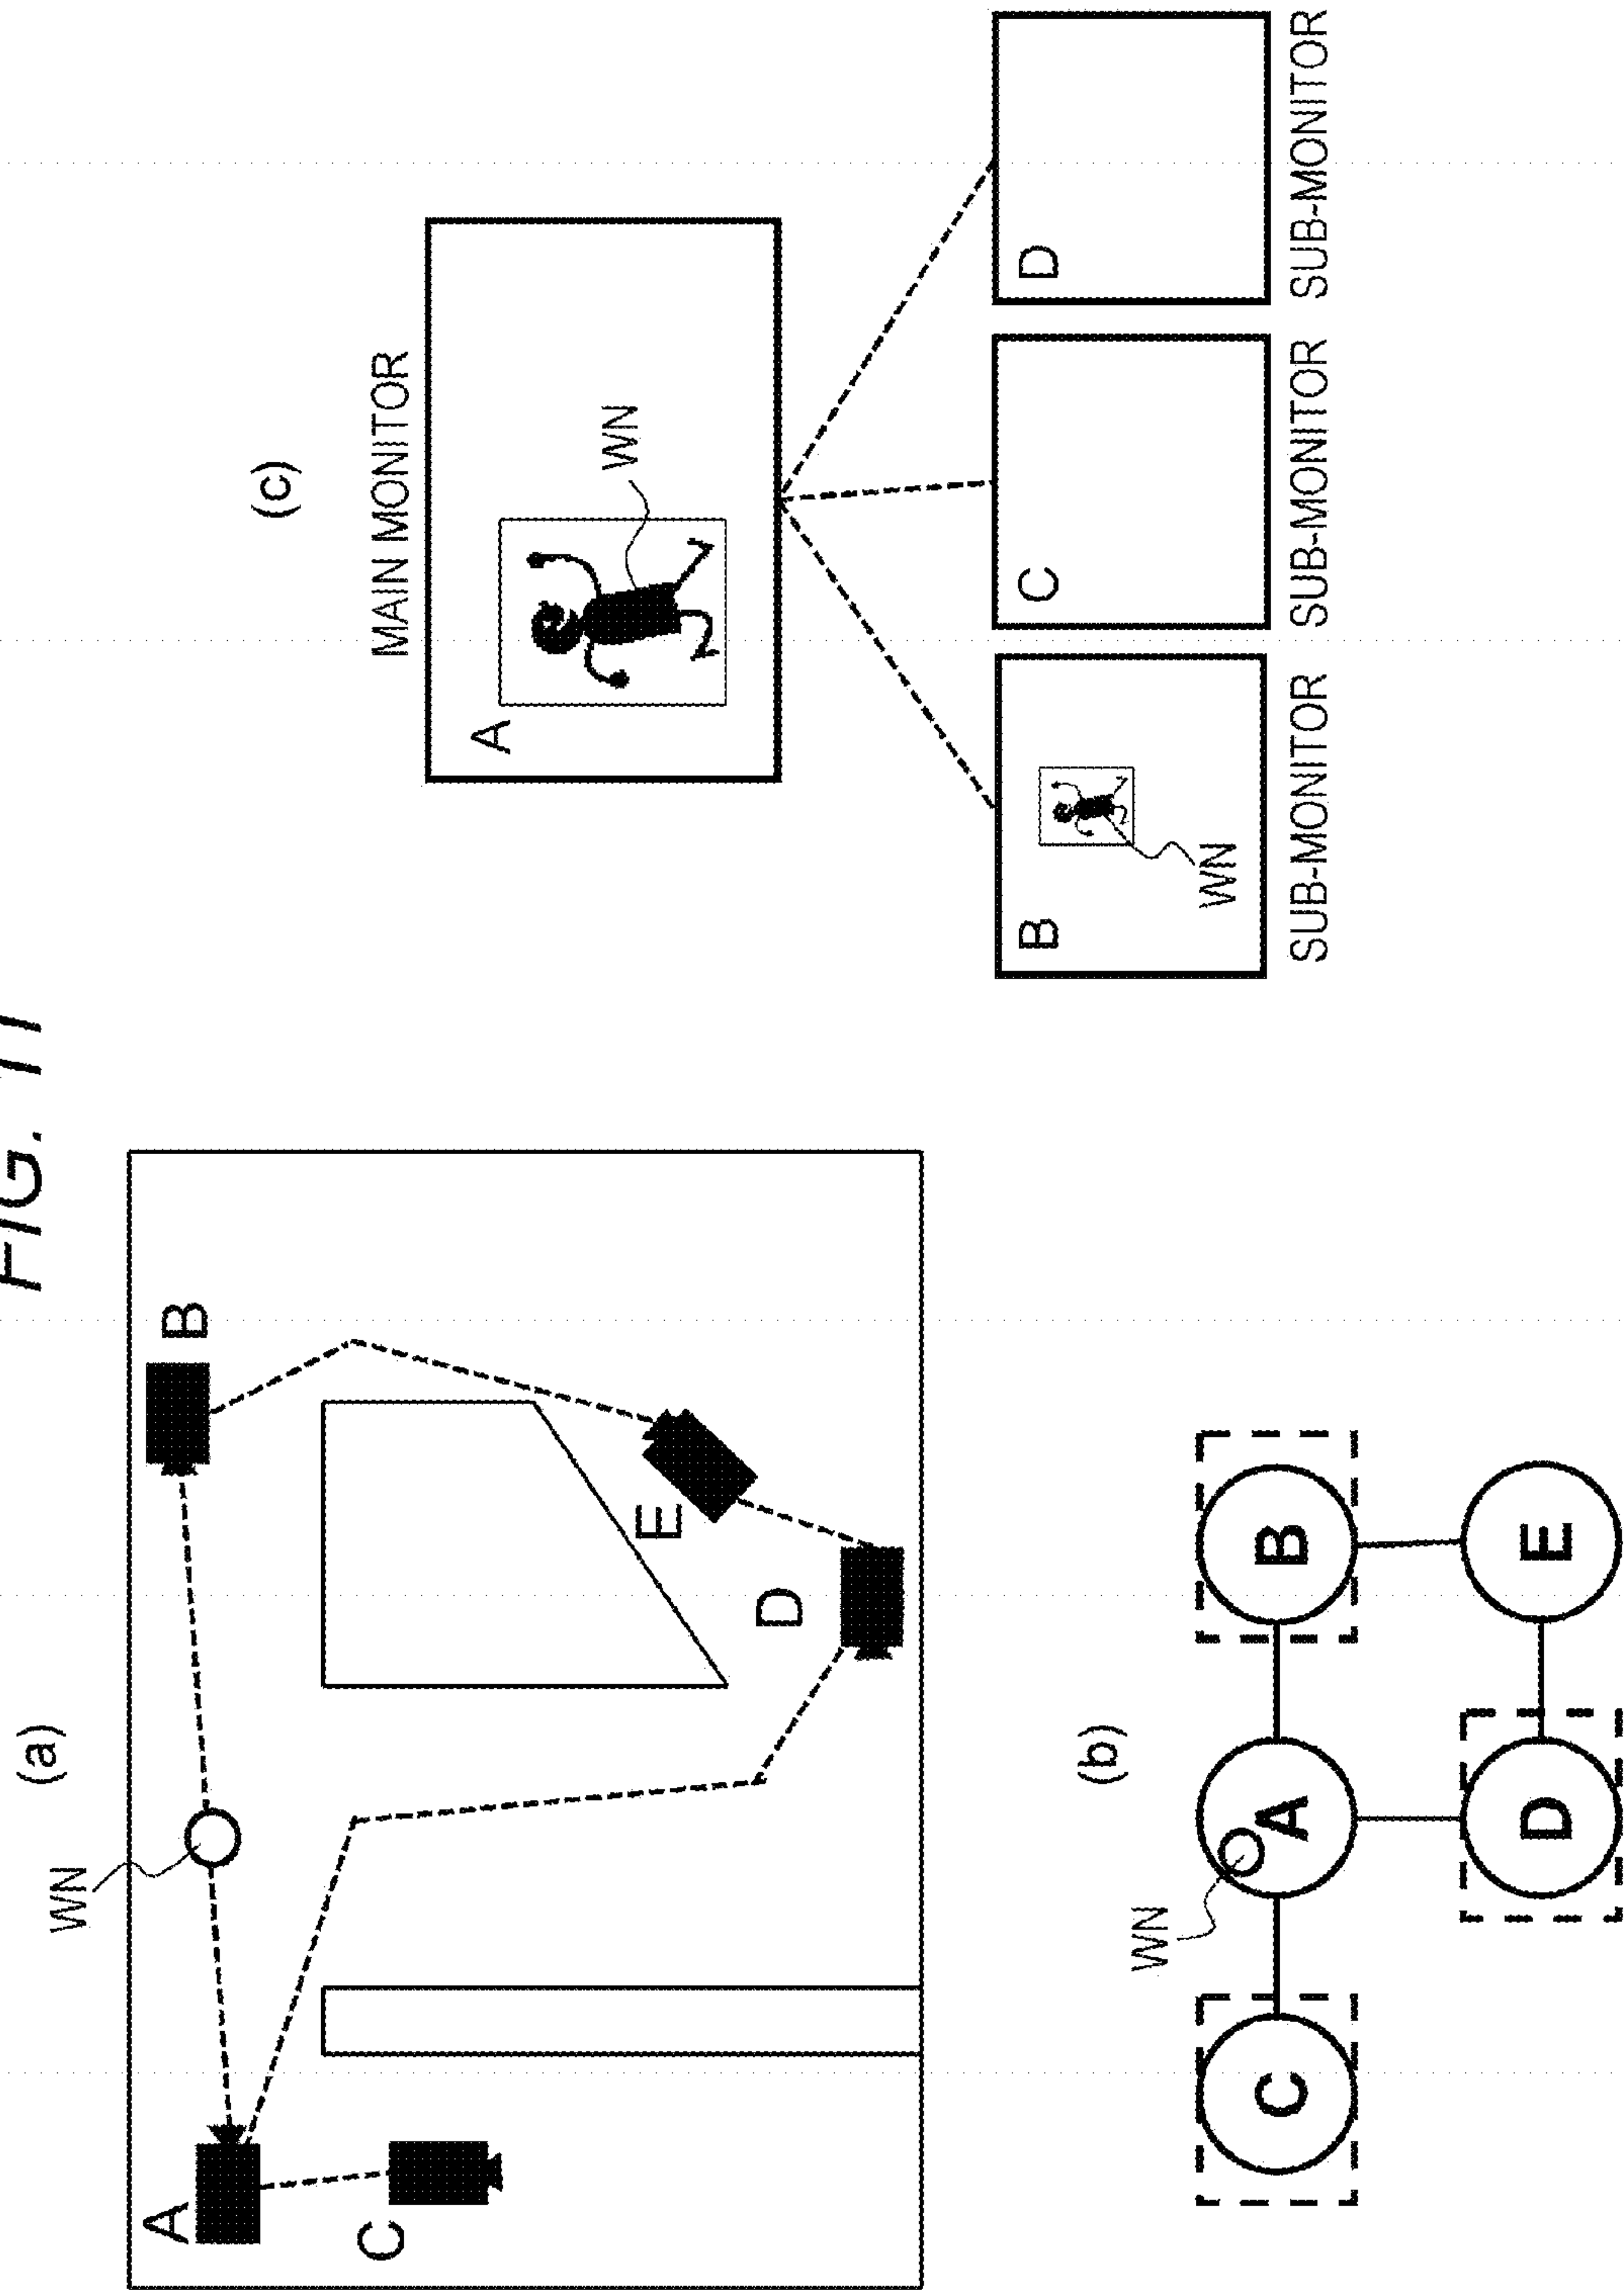 FIG. 11
(a)
WN
A
B
C
E
D
(b)
WN
C A B
D E
(c)
MAIN MONITOR
A
WN
B C D
WN
SUB-MONITOR SUB-MONITOR SUB-MONITOR